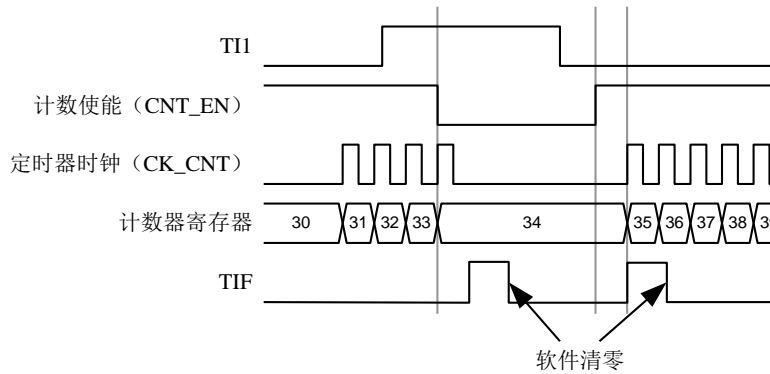 TI1
计数使能（CNT_EN）
定时器时钟（CK_CNT）
计数器寄存器 30 31 32 33 34 35 36 37 38 39
TIF
软件清零